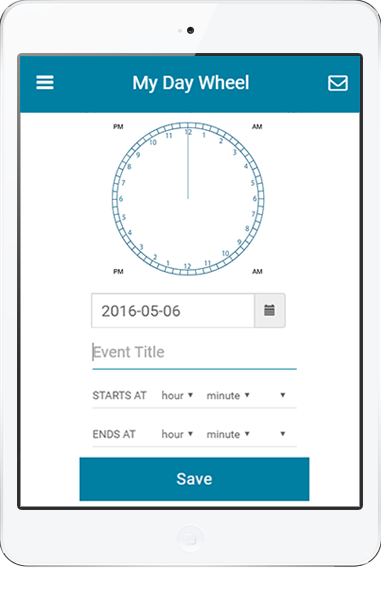 My Day Wheel
PM AM
12 1 2 3 4 5 6 7 8 9 10 11 12 1 2 3 4 5 6 7 8 9 10 11
PM AM
2016-05-06
Event Title
STARTS AT hour ▾ minute ▾ ▾
ENDS AT hour ▾ minute ▾ ▾
Save